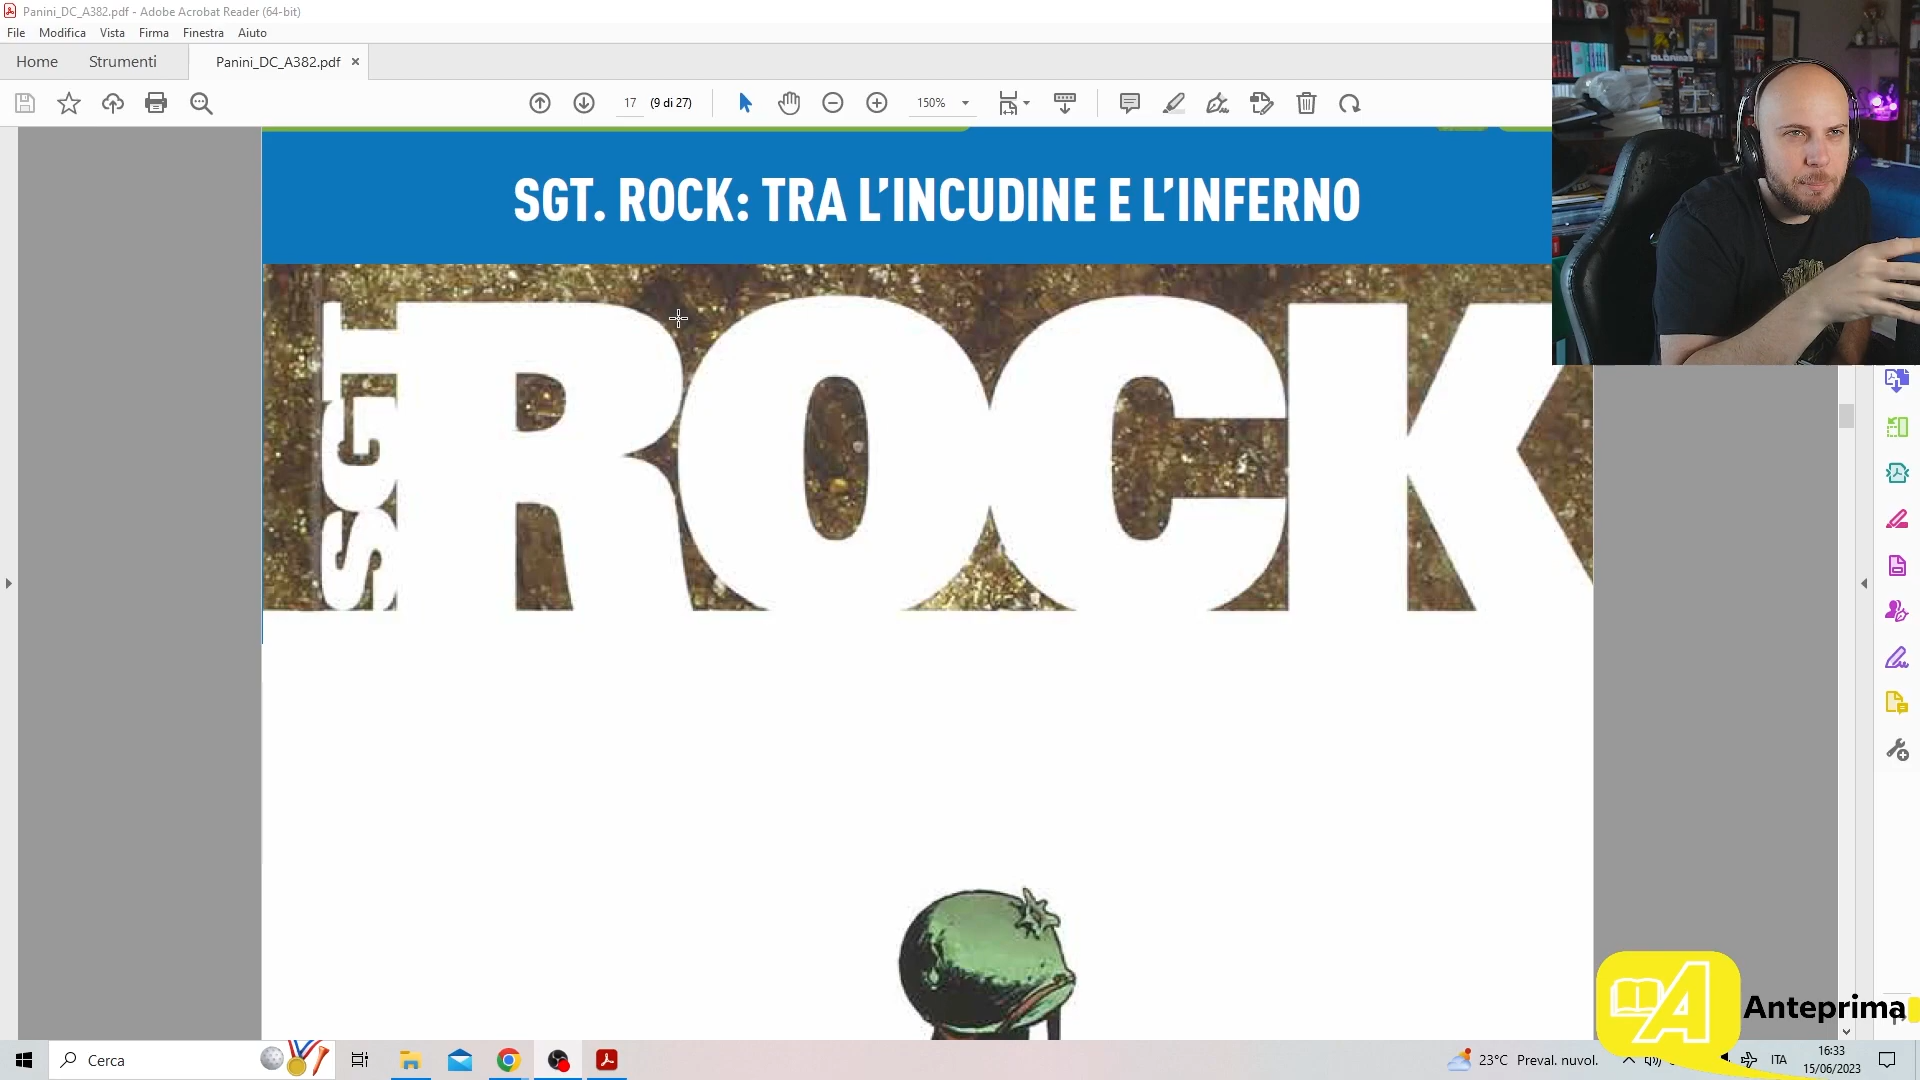 Panini_DC_A382.pdf - Adobe Acrobat Reader (64-bit)
File Modifica Vista Firma Finestra Aiuto
Home Strumenti Panini_DC_A382.pdf ×
17 (9 di 27) 150%
SGT. ROCK: TRA L'INCUDINE E L'INFERNO
SGT ROCK
A Anteprima
Cerca
23°C Preval. nuvol. ITA 16:33
15/06/2023